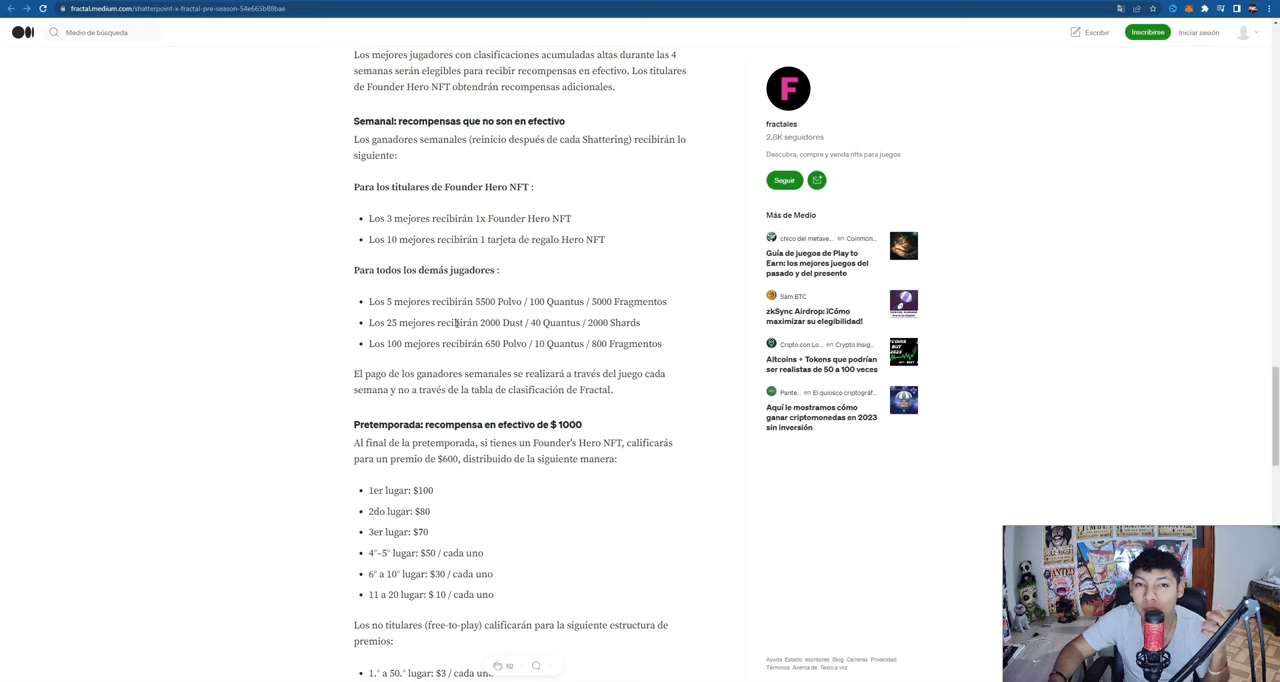 fractal.medium.com/shatterpoint-x-fractal-pre-season-54e665b88bae
Medio de búsqueda
Escribir
Inscribirse
Iniciar sesión
Los mejores jugadores con clasificaciones acumuladas altas durante las 4
semanas serán elegibles para recibir recompensas en efectivo. Los titulares
de Founder Hero NFT obtendrán recompensas adicionales.
Semanal: recompensas que no son en efectivo
Los ganadores semanales (reinicio después de cada Shattering) recibirán lo
siguiente:
Para los titulares de Founder Hero NFT :
Los 3 mejores recibirán 1x Founder Hero NFT
Los 10 mejores recibirán 1 tarjeta de regalo Hero NFT
Para todos los demás jugadores :
Los 5 mejores recibirán 5500 Polvo / 100 Quantus / 5000 Fragmentos
Los 25 mejores recibirán 2000 Dust / 40 Quantus / 2000 Shards
Los 100 mejores recibirán 650 Polvo / 10 Quantus / 800 Fragmentos
El pago de los ganadores semanales se realizará a través del juego cada
semana y no a través de la tabla de clasificación de Fractal.
Pretemporada: recompensa en efectivo de $ 1000
Al final de la pretemporada, si tienes un Founder's Hero NFT, calificarás
para un premio de $600, distribuido de la siguiente manera:
1er lugar: $100
2do lugar: $80
3er lugar: $70
4°–5° lugar: $50 / cada uno
6° a 10° lugar: $30 / cada uno
11 a 20 lugar: $ 10 / cada uno
Los no titulares (free-to-play) calificarán para la siguiente estructura de
premios:
1.° a 50.° lugar: $3 / cada uno
52
F
fractales
2.8K seguidores
Descubra, compre y venda nfts para juegos
Seguir
Más de Medio
chico del metave... en Coinmon...
Guía de juegos de Play to
Earn: los mejores juegos del
pasado y del presente
Sam BTC
zkSync Airdrop: ¡Cómo
maximizar su elegibilidad!
Cripto con Lo... en Crypto Insig...
Altcoins + Tokens que podrían
ser realistas de 50 a 100 veces
Pante... en El quiosco criptográf...
Aquí le mostramos cómo
ganar criptomonedas en 2023
sin inversión
Ayuda Estado escritores Blog Carreras Privacidad
Términos Acerca de Texto a voz
WANTED